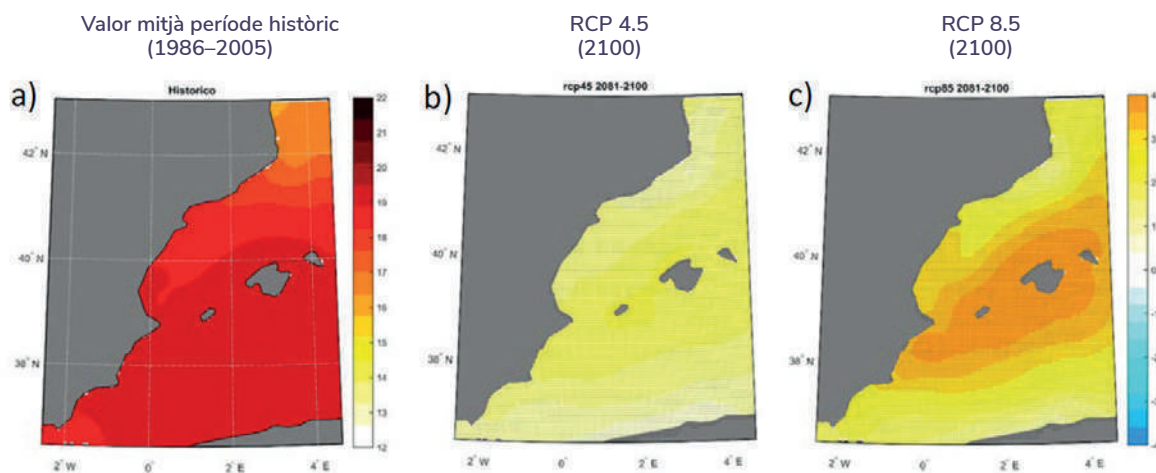 Valor mitjà període històric
(1986–2005)
RCP 4.5
(2100)
RCP 8.5
(2100)
a)
Historico
42° N
40° N
38° N
2° W
0°
2° E
4° E
22
21
20
19
18
17
16
15
14
13
12
b)
rcp45 2081-2100
42° N
40° N
38° N
2° W
0°
2° E
4° E
c)
rcp85 2081-2100
42° N
40° N
38° N
2° W
0°
2° E
4° E
4
3
2
1
0